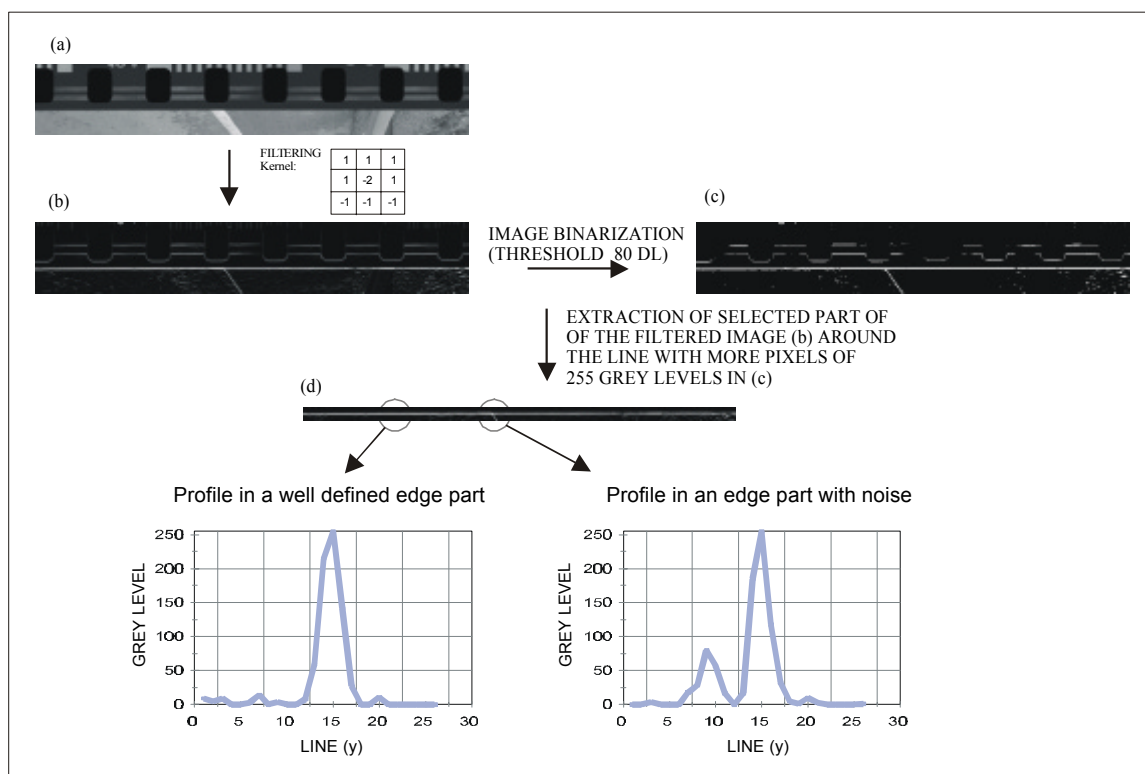 (a)
FILTERING
Kernel:
1 1 1
1 -2 1
-1 -1 -1
(b)
(c)
IMAGE BINARIZATION
(THRESHOLD 80 DL)
EXTRACTION OF SELECTED PART OF
OF THE FILTERED IMAGE (b) AROUND
THE LINE WITH MORE PIXELS OF
255 GREY LEVELS IN (c)
(d)
Profile in a well defined edge part
GREY LEVEL
250
200
150
100
50
0
0 5 10 15 20 25 30
LINE (y)
Profile in an edge part with noise
GREY LEVEL
250
200
150
100
50
0
0 5 10 15 20 25 30
LINE (y)